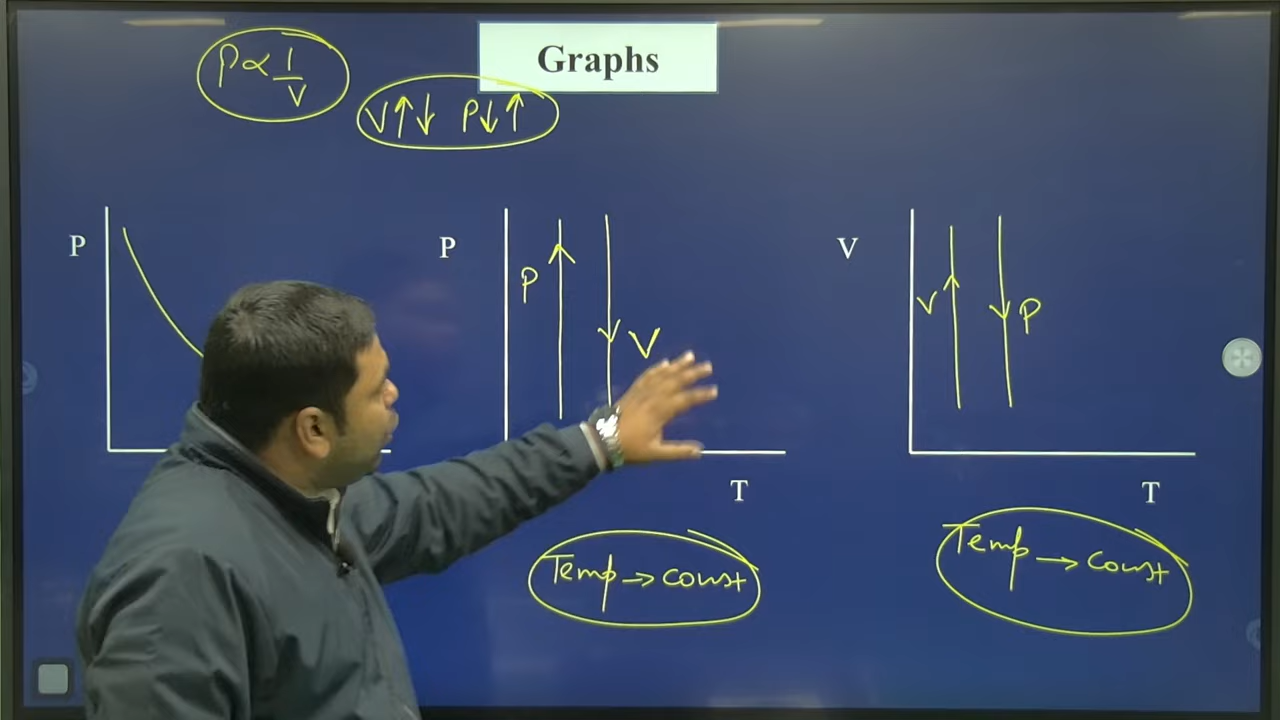 Graphs
P ∝ 1/V
V↑↓ P↓↑
P
P
P
V
T
Temp → Const
V
V
P
T
Temp → Const